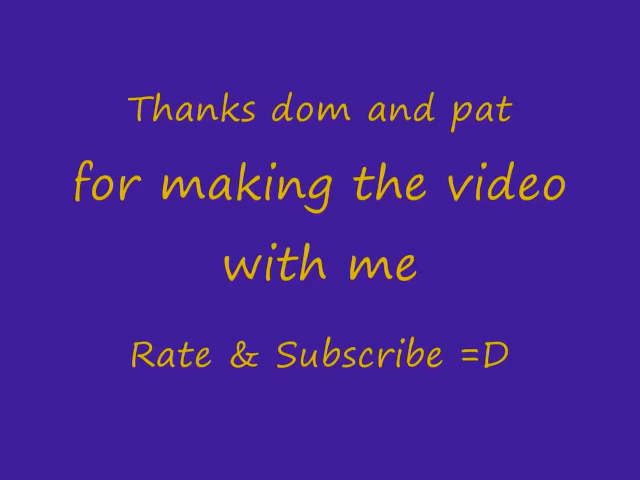 Thanks dom and pat
for making the video
with me
Rate & Subscribe =D